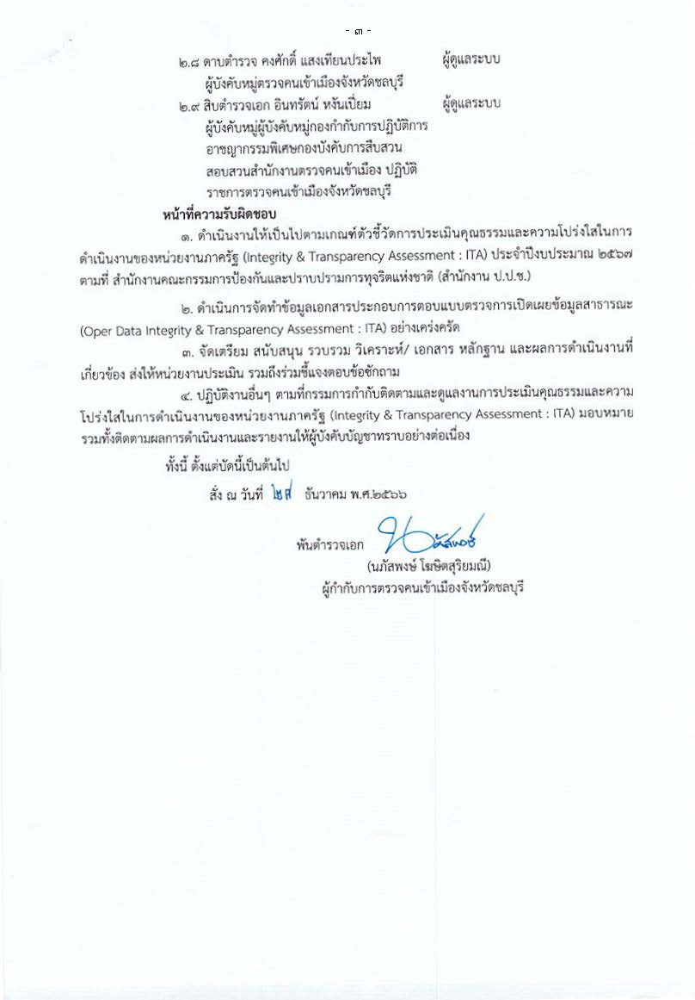 - ๓ -
๒.๘ ดาบตำรวจ คงศักดิ์ แสงเทียนประไพ ผู้ดูแลระบบ
ผู้บังคับหมู่ตรวจคนเข้าเมืองจังหวัดชลบุรี
๒.๙ สิบตำรวจเอก อินทรัตน์ หงันเปี่ยม ผู้ดูแลระบบ
ผู้บังคับหมู่ผู้บังคับหมู่กองกำกับการปฏิบัติการ
อาชญากรรมพิเศษกองบังคับการสืบสวน
สอบสวนสำนักงานตรวจคนเข้าเมือง ปฏิบัติ
ราชการตรวจคนเข้าเมืองจังหวัดชลบุรี
หน้าที่ความรับผิดชอบ
๑. ดำเนินงานให้เป็นไปตามเกณฑ์ตัวชี้วัดการประเมินคุณธรรมและความโปร่งใสในการ
ดำเนินงานของหน่วยงานภาครัฐ (Integrity & Transparency Assessment : ITA) ประจำปีงบประมาณ ๒๕๖๗
ตามที่ สำนักงานคณะกรรมการป้องกันและปราบปรามการทุจริตแห่งชาติ (สำนักงาน ป.ป.ช.)
๒. ดำเนินการจัดทำข้อมูลเอกสารประกอบการตอบแบบตรวจการเปิดเผยข้อมูลสาธารณะ
(Oper Data Integrity & Transparency Assessment : ITA) อย่างเคร่งครัด
๓. จัดเตรียม สนับสนุน รวบรวม วิเคราะห์/ เอกสาร หลักฐาน และผลการดำเนินงานที่
เกี่ยวข้อง ส่งให้หน่วยงานประเมิน รวมถึงร่วมชี้แจงตอบข้อซักถาม
๔. ปฏิบัติงานอื่นๆ ตามที่กรรมการกำกับติดตามและดูแลงานการประเมินคุณธรรมและความ
โปร่งใสในการดำเนินงานของหน่วยงานภาครัฐ (Integrity & Transparency Assessment : ITA) มอบหมาย
รวมทั้งติดตามผลการดำเนินงานและรายงานให้ผู้บังคับบัญชาทราบอย่างต่อเนื่อง
ทั้งนี้ ตั้งแต่บัดนี้เป็นต้นไป
สั่ง ณ วันที่ ธันวาคม พ.ศ.๒๕๖๖
พันตำรวจเอก
(นภัสพงษ์ โฆษิตสุริยมณี)
ผู้กำกับการตรวจคนเข้าเมืองจังหวัดชลบุรี